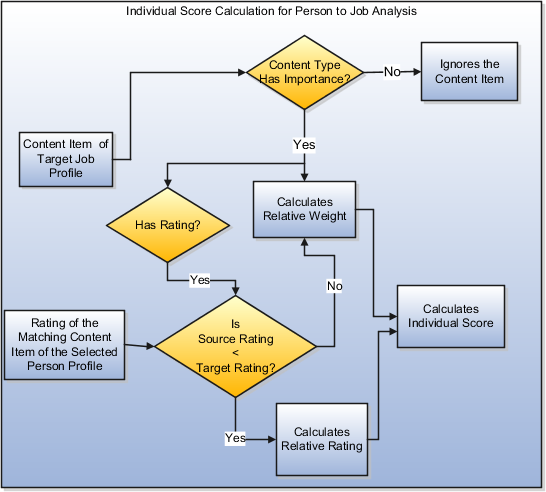 Individual Score Calculation for Person to Job Analysis
Content Type
Has Importance?
No
Ignores the
Content Item
Content Item of
Target Job
Profile
Yes
Has Rating?
Calculates
Relative Weight
Yes
No
Rating of the
Matching Content
Item of the Selected
Person Profile
Is
Source Rating
<
Target Rating?
Calculates
Individual Score
Yes
Calculates
Relative Rating